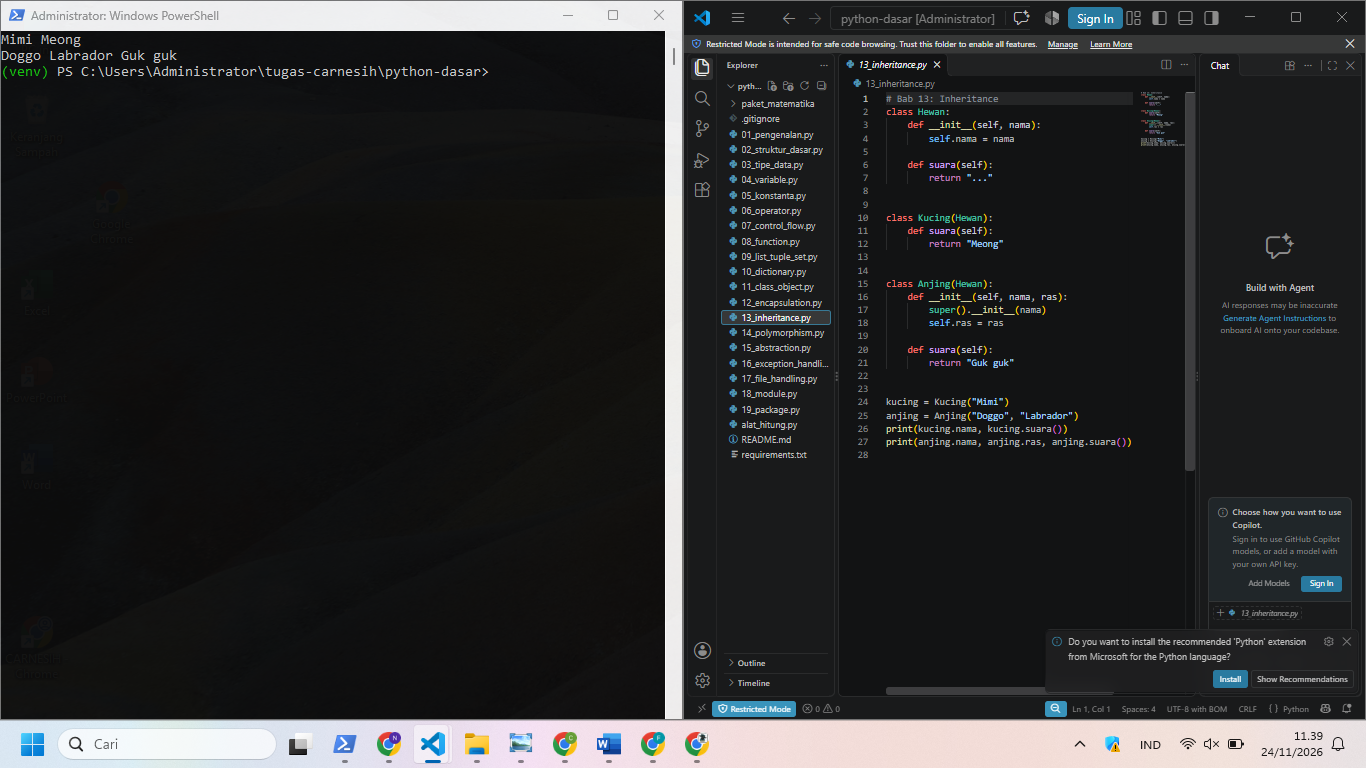 Administrator: Windows PowerShell
Mimi Meong
Doggo Labrador Guk guk
(venv) PS C:\Users\Administrator\tugas-carnesih\python-dasar>
python-dasar [Administrator]
Sign In
Restricted Mode is intended for safe code browsing. Trust this folder to enable all features. Manage Learn More
Explorer
pyth...
paket_matematika
.gitignore
01_pengenalan.py
02_struktur_dasar.py
03_tipe_data.py
04_variable.py
05_konstanta.py
06_operator.py
07_control_flow.py
08_function.py
09_list_tuple_set.py
10_dictionary.py
11_class_object.py
12_encapsulation.py
13_inheritance.py
14_polymorphism.py
15_abstraction.py
16_exception_handli...
17_file_handling.py
18_module.py
19_package.py
alat_hitung.py
README.md
requirements.txt
Outline
Timeline
13_inheritance.py
13_inheritance.py
1 # Bab 13: Inheritance
2 class Hewan:
3 def __init__(self, nama):
4 self.nama = nama
5
6 def suara(self):
7 return "..."
8
9
10 class Kucing(Hewan):
11 def suara(self):
12 return "Meong"
13
14
15 class Anjing(Hewan):
16 def __init__(self, nama, ras):
17 super().__init__(nama)
18 self.ras = ras
19
20 def suara(self):
21 return "Guk guk"
22
23
24 kucing = Kucing("Mimi")
25 anjing = Anjing("Doggo", "Labrador")
26 print(kucing.nama, kucing.suara())
27 print(anjing.nama, anjing.ras, anjing.suara())
28
Chat
Build with Agent
AI responses may be inaccurate
Generate Agent Instructions to
onboard AI onto your codebase.
Choose how you want to use
Copilot.
Sign in to use GitHub Copilot
models, or add a model with
your own API key.
Add Models
Sign In
13_inheritance.py
Do you want to install the recommended 'Python' extension
from Microsoft for the Python language?
Install
Show Recommendations
Restricted Mode
0
0
Ln 1, Col 1
Spaces: 4
UTF-8 with BOM
CRLF
Python
Cari
IND
11.39
24/11/2026